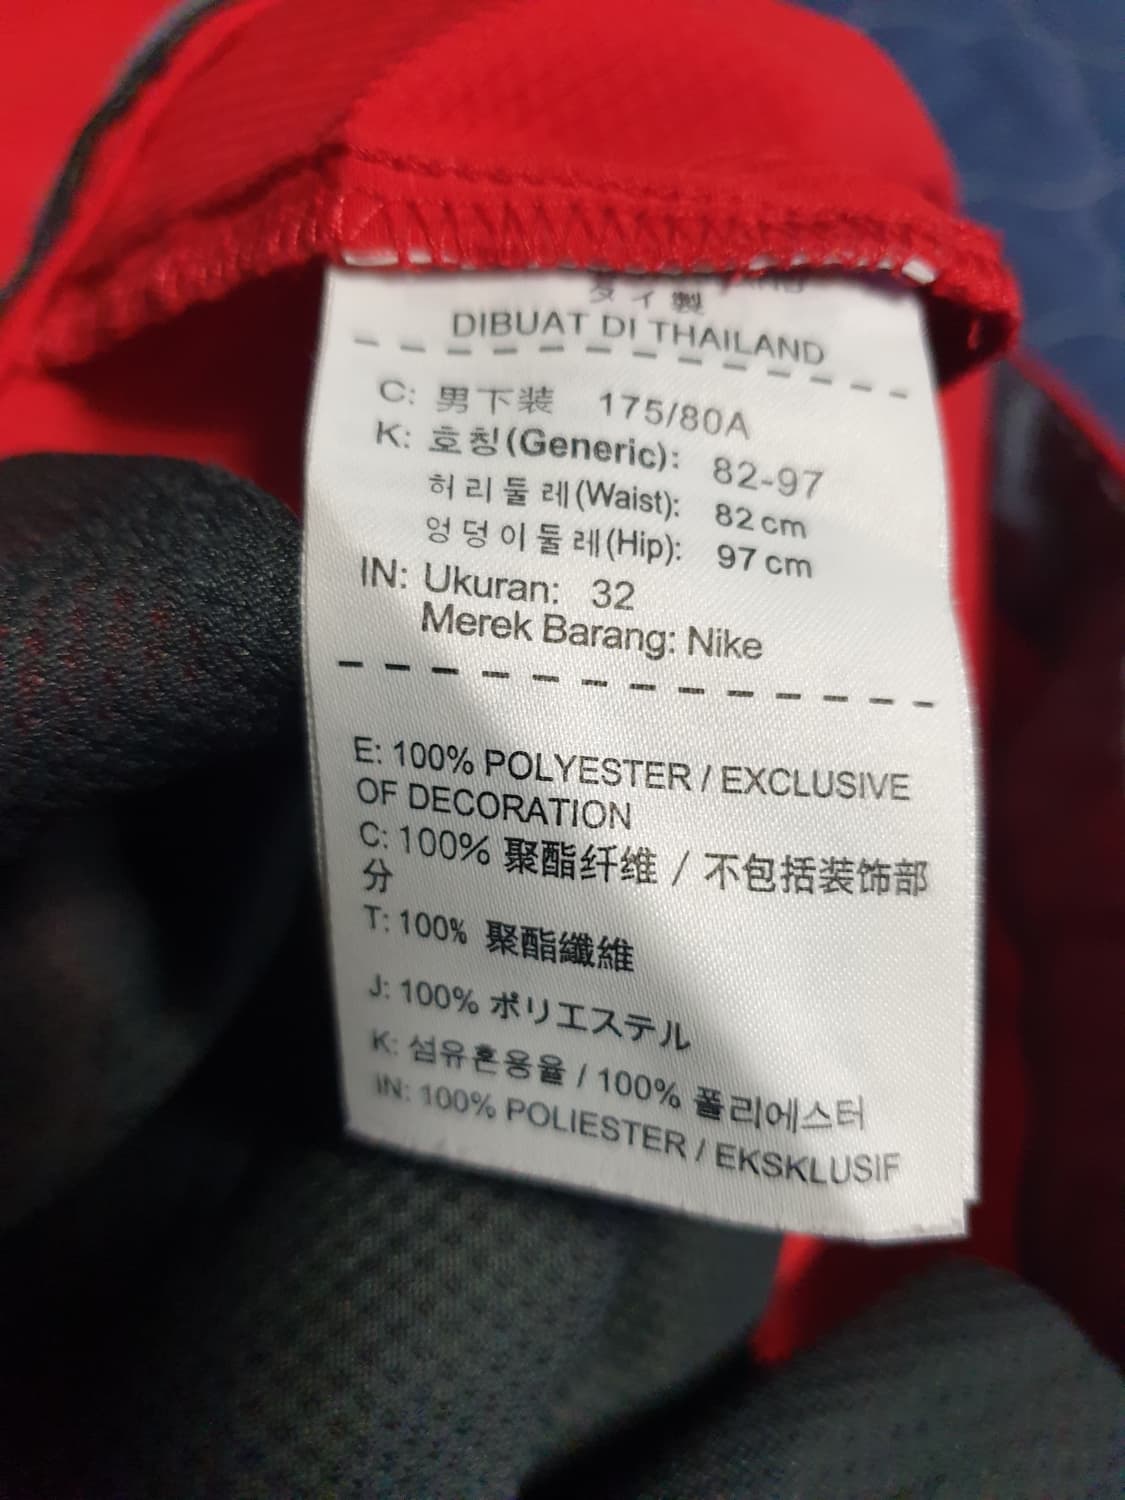 タイ製
DIBUAT DI THAILAND
C: 男下装 175/80A
K: 호칭(Generic): 82-97
허리둘레(Waist): 82 cm
엉덩이둘레(Hip): 97 cm
IN: Ukuran: 32
Merek Barang: Nike
E: 100% POLYESTER / EXCLUSIVE
OF DECORATION
C: 100% 聚酯纤维 / 不包括装饰部
分
T: 100% 聚酯纖維
J: 100% ポリエステル
K: 섬유혼용율 / 100% 폴리에스터
IN: 100% POLIESTER / EKSKLUSIF